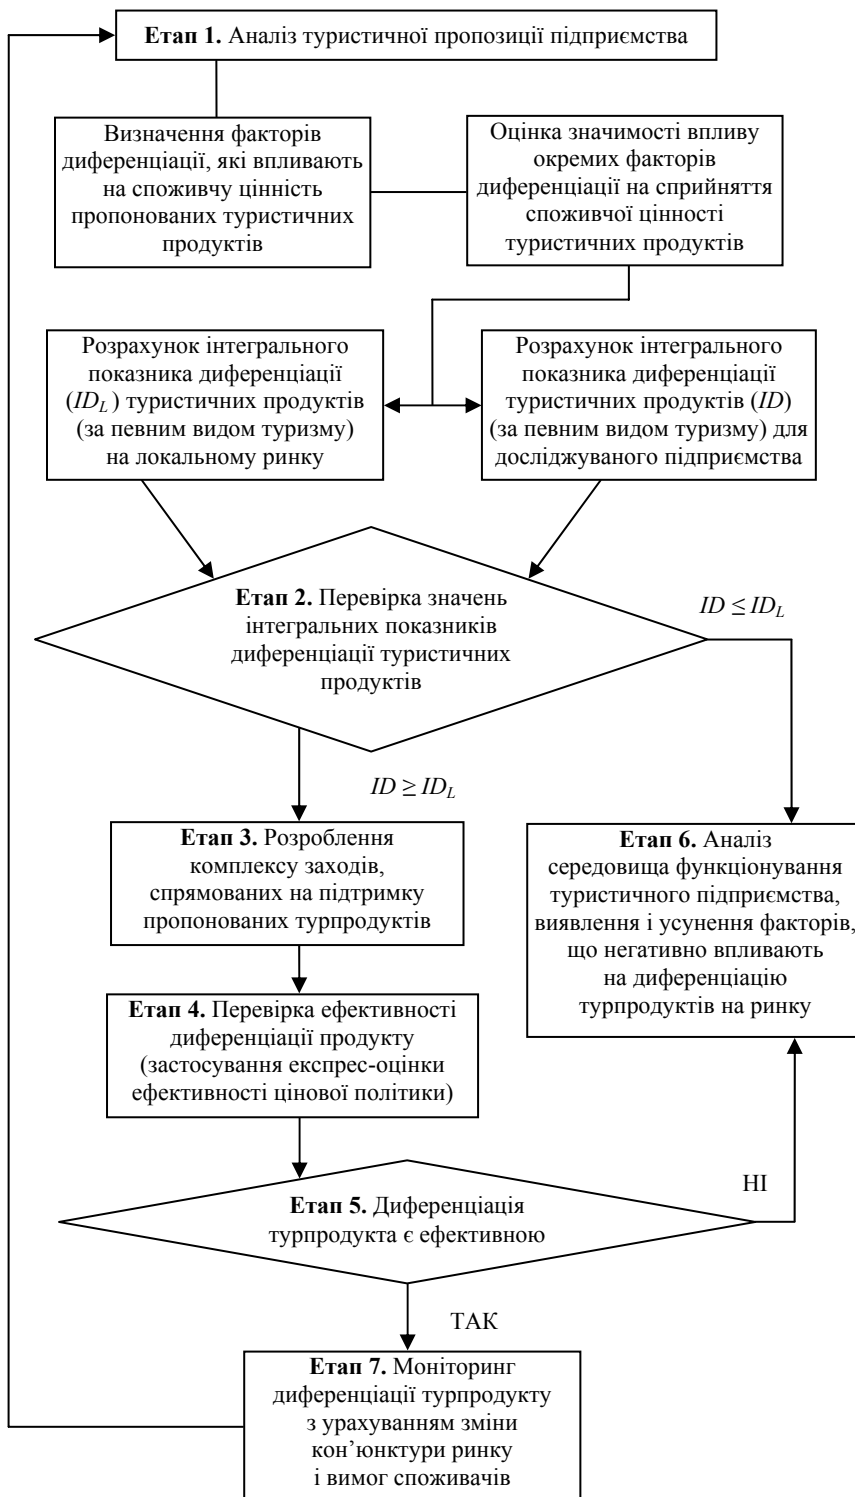 Етап 1. Аналіз туристичної пропозиції підприємства
Визначення факторів
диференціації, які впливають
на споживчу цінність
пропонованих туристичних
продуктів
Оцінка значимості впливу
окремих факторів
диференціації на сприйняття
споживчої цінності
туристичних продуктів
Розрахунок інтегрального
показника диференціації
(ID_L) туристичних продуктів
(за певним видом туризму)
на локальному ринку
Розрахунок інтегрального
показника диференціації
туристичних продуктів (ID)
(за певним видом туризму) для
досліджуваного підприємства
Етап 2. Перевірка значень
інтегральних показників
диференціації туристичних
продуктів
ID ≤ ID_L
ID ≥ ID_L
Етап 3. Розроблення
комплексу заходів,
спрямованих на підтримку
пропонованих турпродуктів
Етап 6. Аналіз
середовища функціонування
туристичного підприємства,
виявлення і усунення факторів,
що негативно впливають
на диференціацію
турпродуктів на ринку
Етап 4. Перевірка ефективності
диференціації продукту
(застосування експрес-оцінки
ефективності цінової політики)
Етап 5. Диференціація
турпродукта є ефективною
НІ
ТАК
Етап 7. Моніторинг
диференціації турпродукту
з урахуванням зміни
кон’юнктури ринку
і вимог споживачів